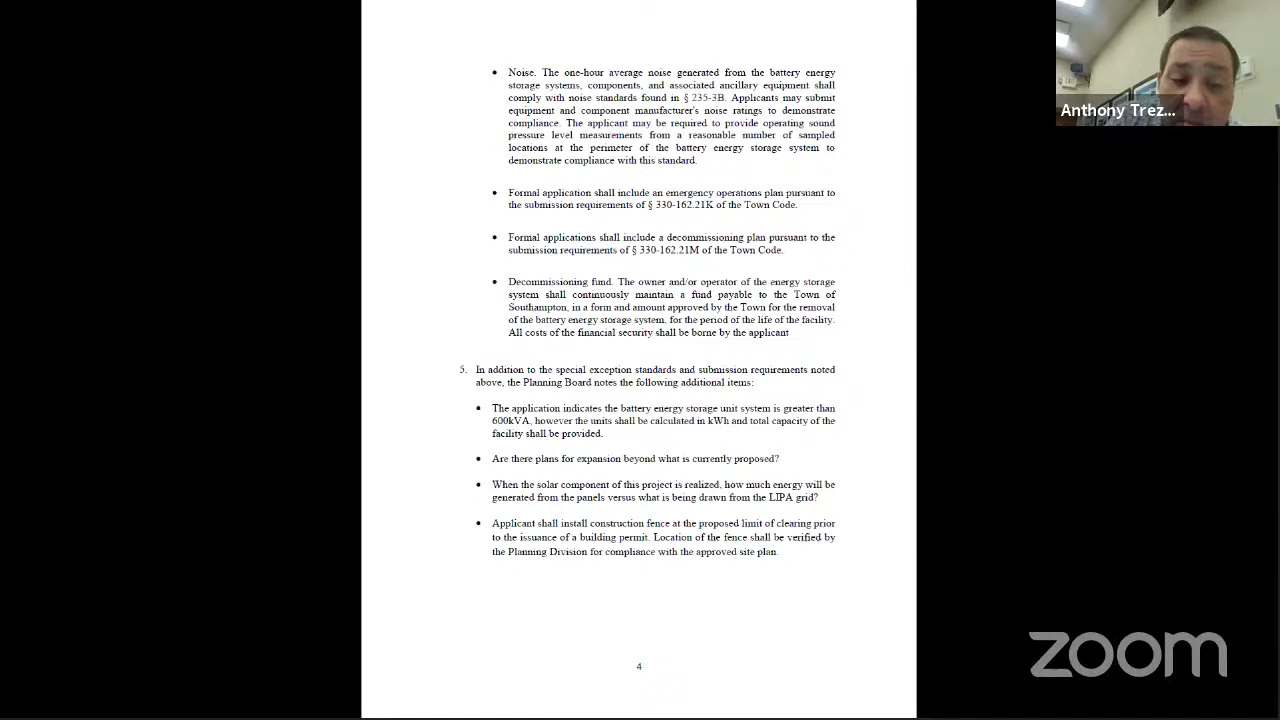 • Noise. The one-hour average noise generated from the battery energy
storage systems, components, and associated ancillary equipment shall
comply with noise standards found in § 235-3B. Applicants may submit
equipment and component manufacturer's noise ratings to demonstrate
compliance. The applicant may be required to provide operating sound
pressure level measurements from a reasonable number of sampled
locations at the perimeter of the battery energy storage system to
demonstrate compliance with this standard.
• Formal application shall include an emergency operations plan pursuant to
the submission requirements of § 330-162.21K of the Town Code.
• Formal applications shall include a decommissioning plan pursuant to the
submission requirements of § 330-162.21M of the Town Code.
• Decommissioning fund. The owner and/or operator of the energy storage
system shall continuously maintain a fund payable to the Town of
Southampton, in a form and amount approved by the Town for the removal
of the battery energy storage system, for the period of the life of the facility.
All costs of the financial security shall be borne by the applicant
5. In addition to the special exception standards and submission requirements noted
above, the Planning Board notes the following additional items:
• The application indicates the battery energy storage unit system is greater than
600kVA, however the units shall be calculated in kWh and total capacity of the
facility shall be provided.
• Are there plans for expansion beyond what is currently proposed?
• When the solar component of this project is realized, how much energy will be
generated from the panels versus what is being drawn from the LIPA grid?
• Applicant shall install construction fence at the proposed limit of clearing prior
to the issuance of a building permit. Location of the fence shall be verified by
the Planning Division for compliance with the approved site plan.
4
Anthony Trez...
zoom